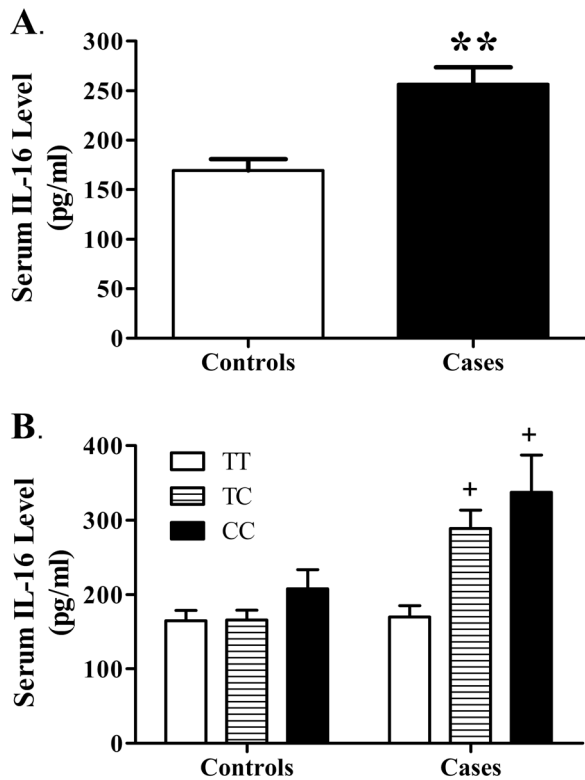 A.
Serum IL-16 Level
(pg/ml)
300
250
200
150
100
50
0
**
Controls
Cases
B.
Serum IL-16 Level
(pg/ml)
400
300
200
100
0
TT
TC
CC
+
+
Controls
Cases